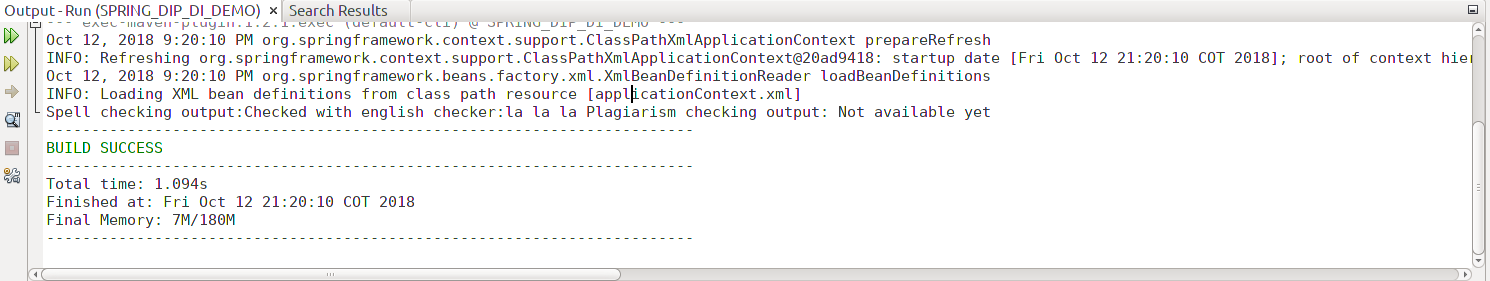 Output - Run (SPRING_DIP_DI_DEMO) × Search Results
--- exec-maven-plugin:1.2.1:exec (default-cli) @ SPRING_DIP_DI_DEMO ---
Oct 12, 2018 9:20:10 PM org.springframework.context.support.ClassPathXmlApplicationContext prepareRefresh
INFO: Refreshing org.springframework.context.support.ClassPathXmlApplicationContext@20ad9418: startup date [Fri Oct 12 21:20:10 COT 2018]; root of context hier
Oct 12, 2018 9:20:10 PM org.springframework.beans.factory.xml.XmlBeanDefinitionReader loadBeanDefinitions
INFO: Loading XML bean definitions from class path resource [applicationContext.xml]
Spell checking output:Checked with english checker:la la la Plagiarism checking output: Not available yet
------------------------------------------------------------------------
BUILD SUCCESS
------------------------------------------------------------------------
Total time: 1.094s
Finished at: Fri Oct 12 21:20:10 COT 2018
Final Memory: 7M/180M
------------------------------------------------------------------------